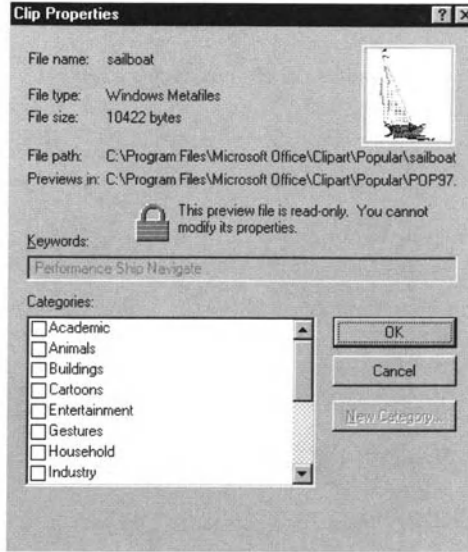 Clip Properties
File name: sailboat
File type: Windows Metafiles
File size: 10422 bytes
File path: C:\Program Files\Microsoft Office\Clipart\Popular\sailboat
Previews in: C:\Program Files\Microsoft Office\Clipart\Popular\POP97.
This preview file is read-only. You cannot
modify its properties.
Keywords:
Performance Ship Navigate
Categories:
Academic
Animals
Buildings
Cartoons
Entertainment
Gestures
Household
Industry
OK
Cancel
New Category...